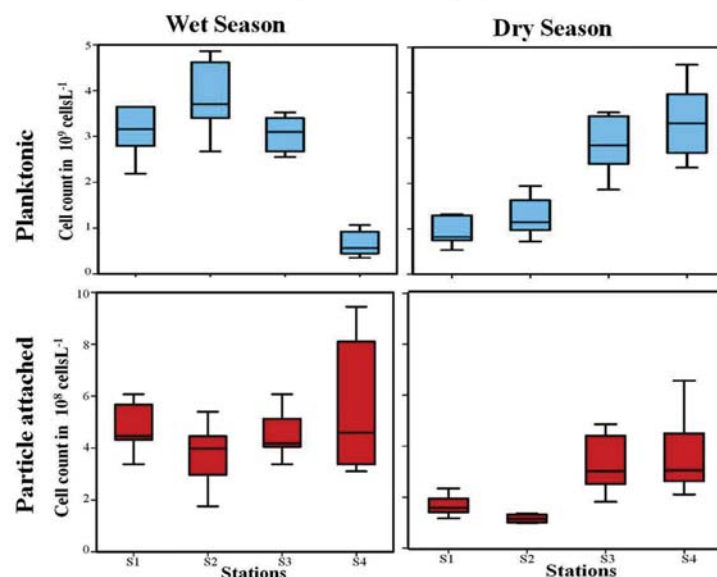 Wet Season
Dry Season
Planktonic
Cell count in 10⁹ cellsL⁻¹
5
4
3
2
1
0
Particle attached
Cell count in 10⁸ cellsL⁻¹
10
8
6
4
2
0
S1 S2 S3 S4
S1 S2 S3 S4
Stations
Stations